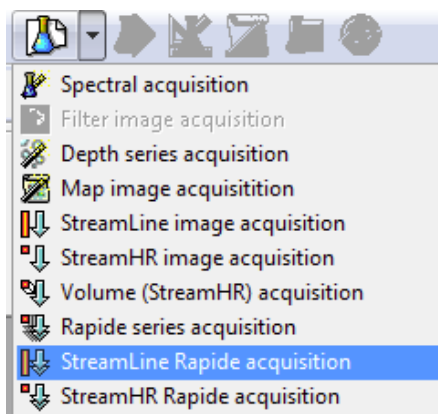 Spectral acquisition
Filter image acquisition
Depth series acquisition
Map image acquisitition
StreamLine image acquisition
StreamHR image acquisition
Volume (StreamHR) acquisition
Rapide series acquisition
StreamLine Rapide acquisition
StreamHR Rapide acquisition